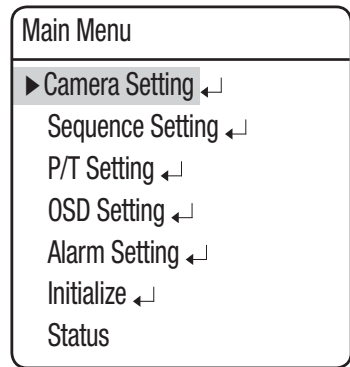 Main Menu
▶Camera Setting ↵
Sequence Setting ↵
P/T Setting ↵
OSD Setting ↵
Alarm Setting ↵
Initialize ↵
Status